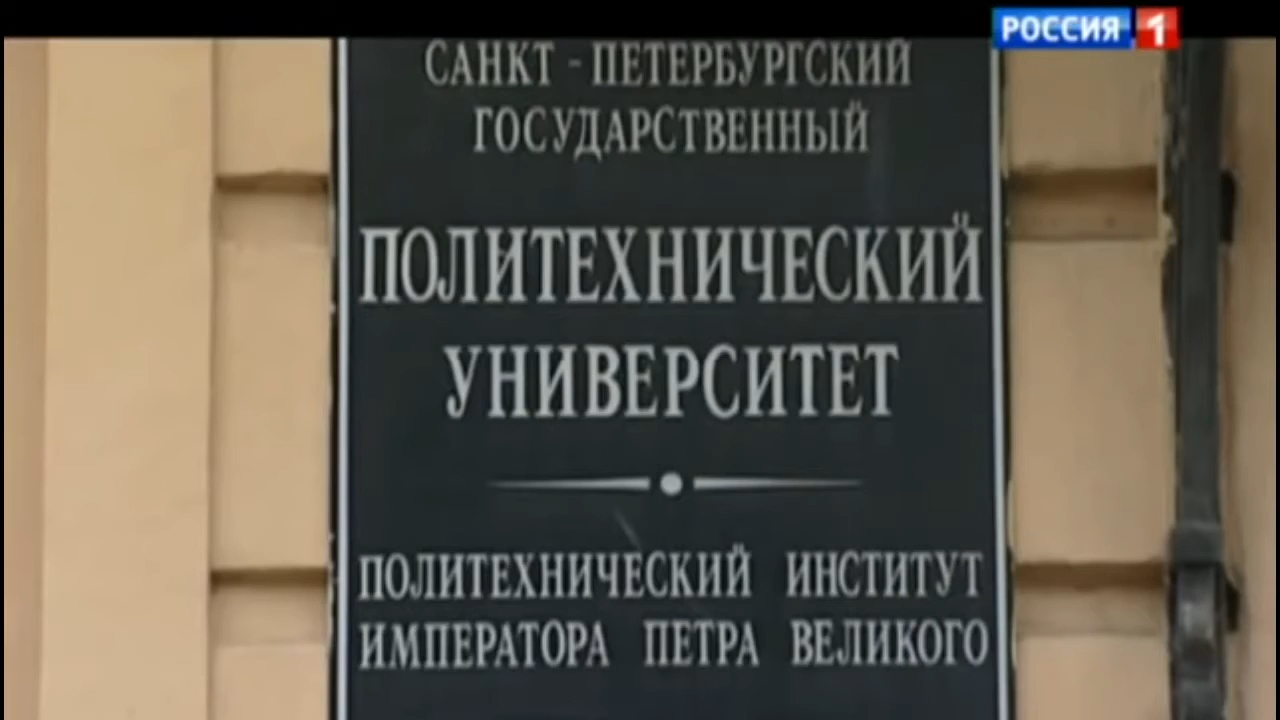 РОССИЯ 1
САНКТ - ПЕТЕРБУРГСКИЙ
ГОСУДАРСТВЕННЫЙ
ПОЛИТЕХНИЧЕСКИЙ
УНИВЕРСИТЕТ
ПОЛИТЕХНИЧЕСКИЙ ИНСТИТУТ
ИМПЕРАТОРА ПЕТРА ВЕЛИКОГО